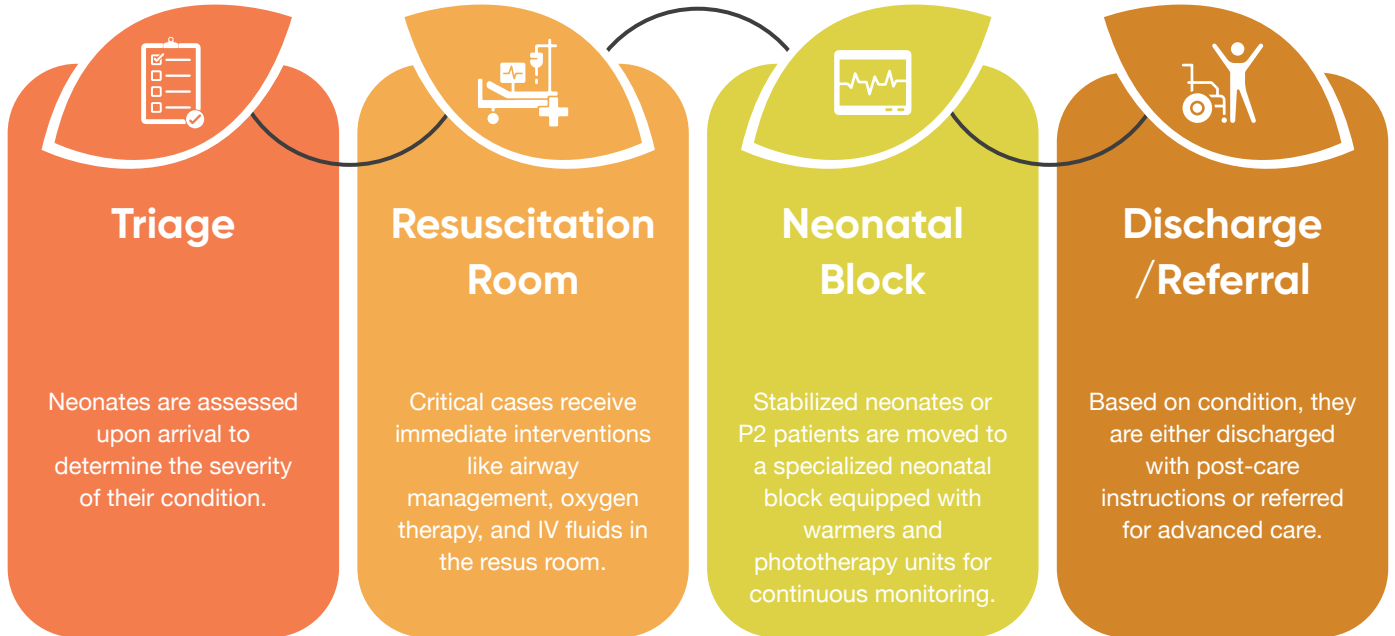 Triage
Neonates are assessed
upon arrival to
determine the severity
of their condition.
Resuscitation
Room
Critical cases receive
immediate interventions
like airway
management, oxygen
therapy, and IV fluids in
the resus room.
Neonatal
Block
Stabilized neonates or
P2 patients are moved to
a specialized neonatal
block equipped with
warmers and
phototherapy units for
continuous monitoring.
Discharge
/Referral
Based on condition, they
are either discharged
with post-care
instructions or referred
for advanced care.